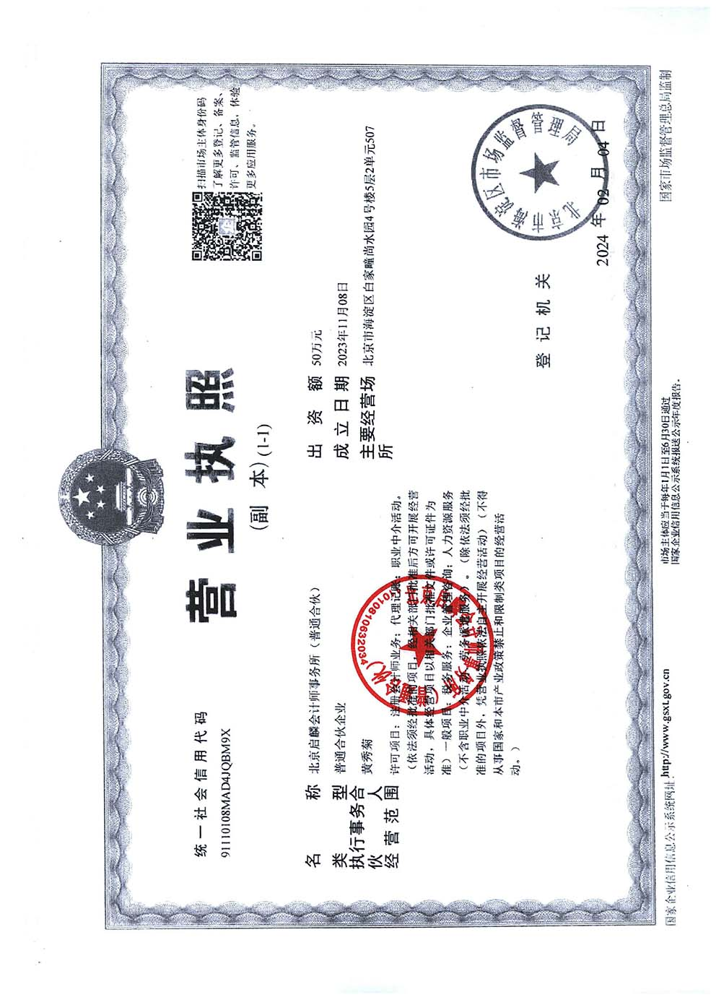 统一社会信用代码
91110108MAD4JQBM9X
营业执照
(副 本)(1-1)
扫描市场主体身份码
了解更多登记、备案、
许可、监管信息，体验
更多应用服务。
名 称 北京启麟会计师事务所（普通合伙）
类 型 普通合伙企业
执行事务合伙人 黄秀菊
经营范围 许可项目：注册会计师业务；代理记账；职业中介活动。
（依法须经批准的项目，经相关部门批准后方可开展经营
活动，具体经营项目以相关部门批准文件或许可证件为
准）一般项目：税务服务；企业管理咨询；人力资源服务
（不含职业中介活动、劳务派遣服务）。（除依法须经批
准的项目外，凭营业执照依法自主开展经营活动）（不得
从事国家和本市产业政策禁止和限制类项目的经营活
动。）
出 资 额 50万元
成立日期 2023年11月08日
主要经营场所 北京市海淀区白家疃尚水园4号楼5层2单元507
11010810632034
登记机关
北京市海淀区市场监督管理局
2024 年 02 月 04 日
国家企业信用信息公示系统网址：http://www.gsxt.gov.cn
市场主体应当于每年1月1日至6月30日通过
国家企业信用信息公示系统报送公示年度报告。
国家市场监督管理总局监制